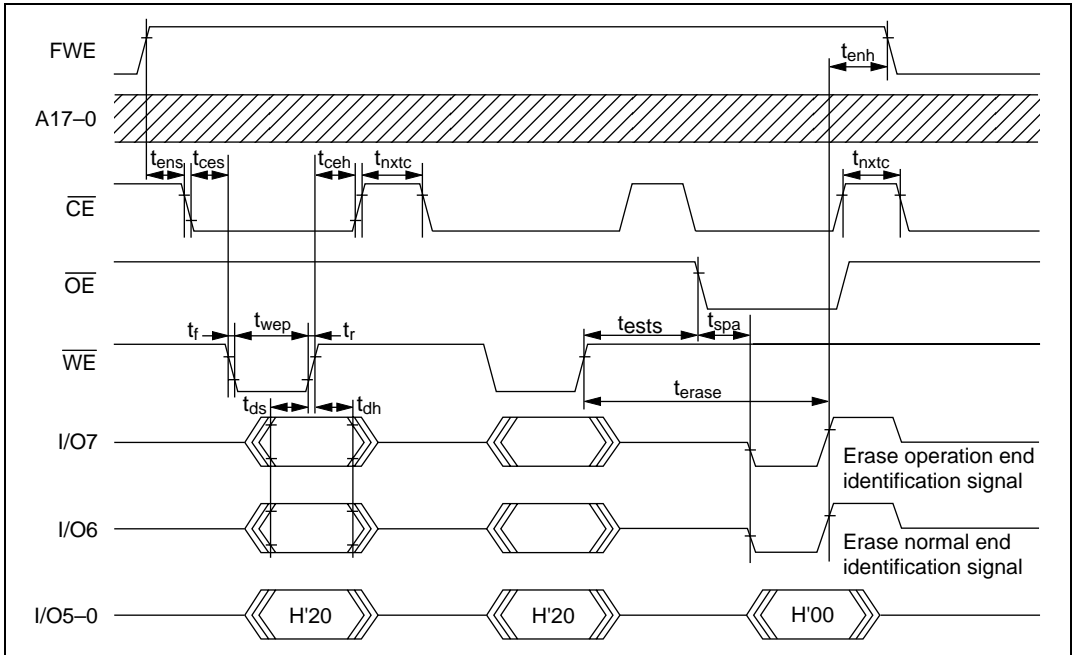 FWE
t_enh
A17–0
t_ens t_ces t_ceh t_nxtc t_nxtc
CE
OE
t_f t_wep t_r tests t_spa
WE
t_ds t_dh t_erase
I/O7
Erase operation end
identification signal
I/O6
Erase normal end
identification signal
I/O5–0 H'20 H'20 H'00